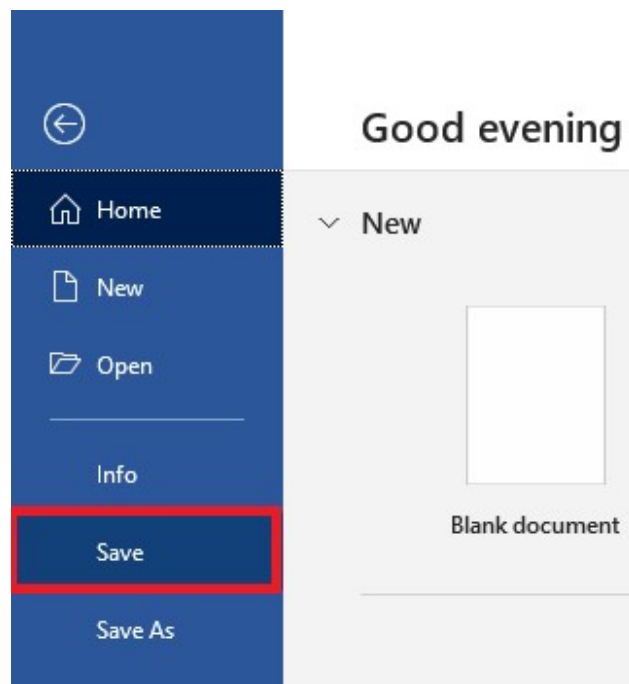 Good evening
Home
New
Open
Info
Save
Save As
New
Blank document